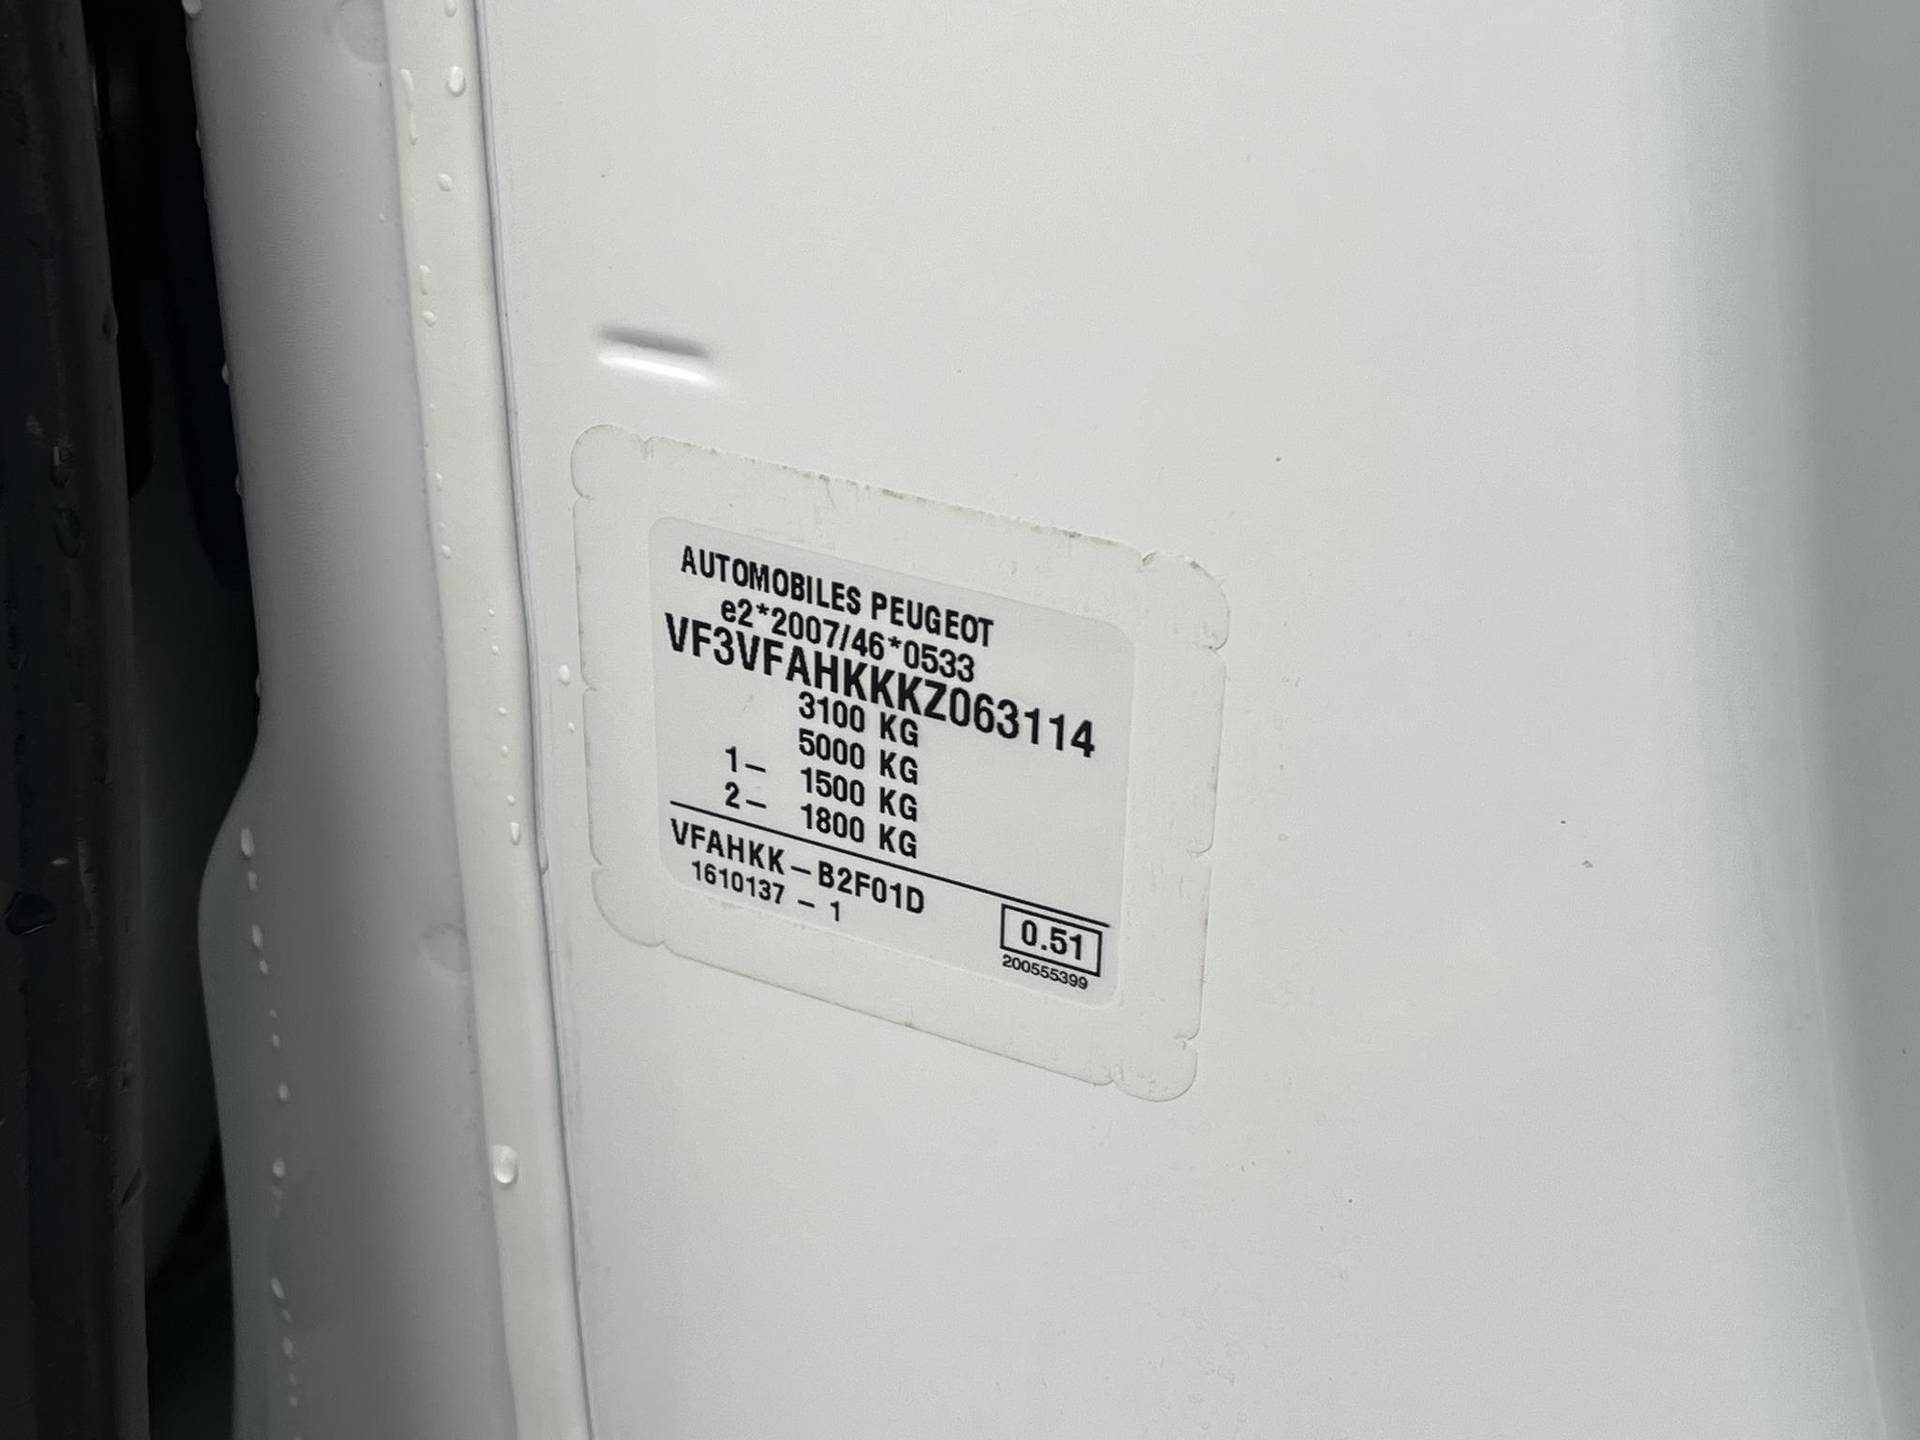 AUTOMOBILES PEUGEOT
e2*2007/46*0533
VF3VFAHKKKZ063114
3100 KG
5000 KG
1– 1500 KG
2– 1800 KG
VFAHKK – B2F01D
1610137 – 1
0.51
200555399